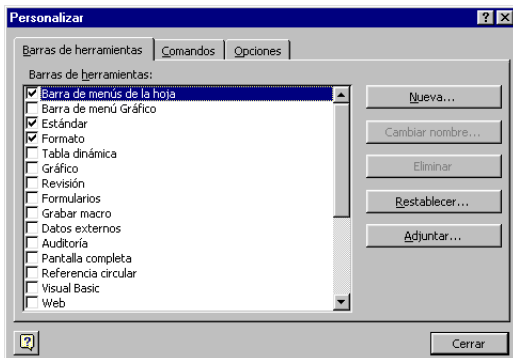 Personalizar
Barras de herramientas Comandos Opciones
Barras de herramientas:
Barra de menús de la hoja
Barra de menú Gráfico
Estándar
Formato
Tabla dinámica
Gráfico
Revisión
Formularios
Grabar macro
Datos externos
Auditoría
Pantalla completa
Referencia circular
Visual Basic
Web
Nueva...
Cambiar nombre...
Eliminar
Restablecer...
Adjuntar...
Cerrar